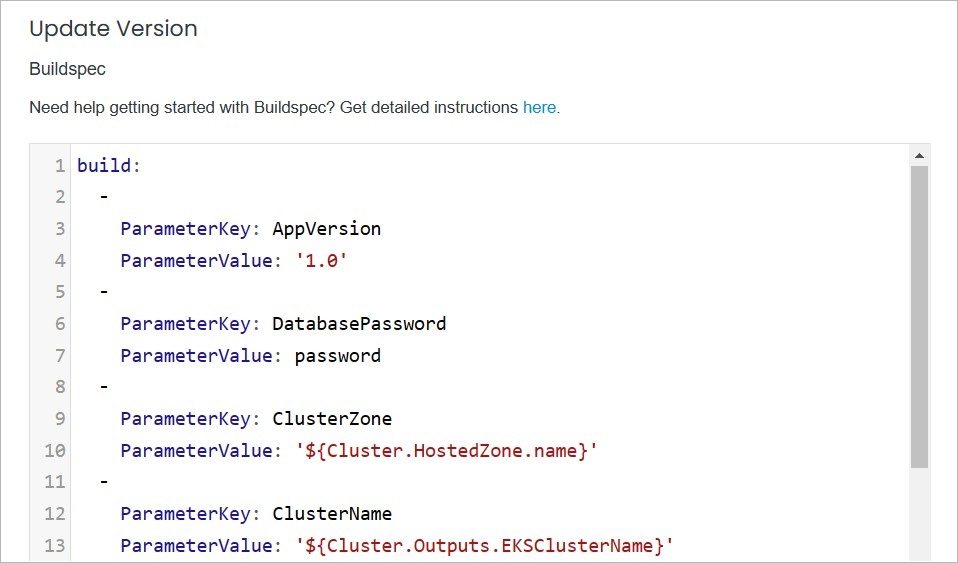 Update Version
Buildspec
Need help getting started with Buildspec? Get detailed instructions here.
1 build:
2   -
3     ParameterKey: AppVersion
4     ParameterValue: '1.0'
5   -
6     ParameterKey: DatabasePassword
7     ParameterValue: password
8   -
9     ParameterKey: ClusterZone
10     ParameterValue: '${Cluster.HostedZone.name}'
11   -
12     ParameterKey: ClusterName
13     ParameterValue: '${Cluster.Outputs.EKSClusterName}'